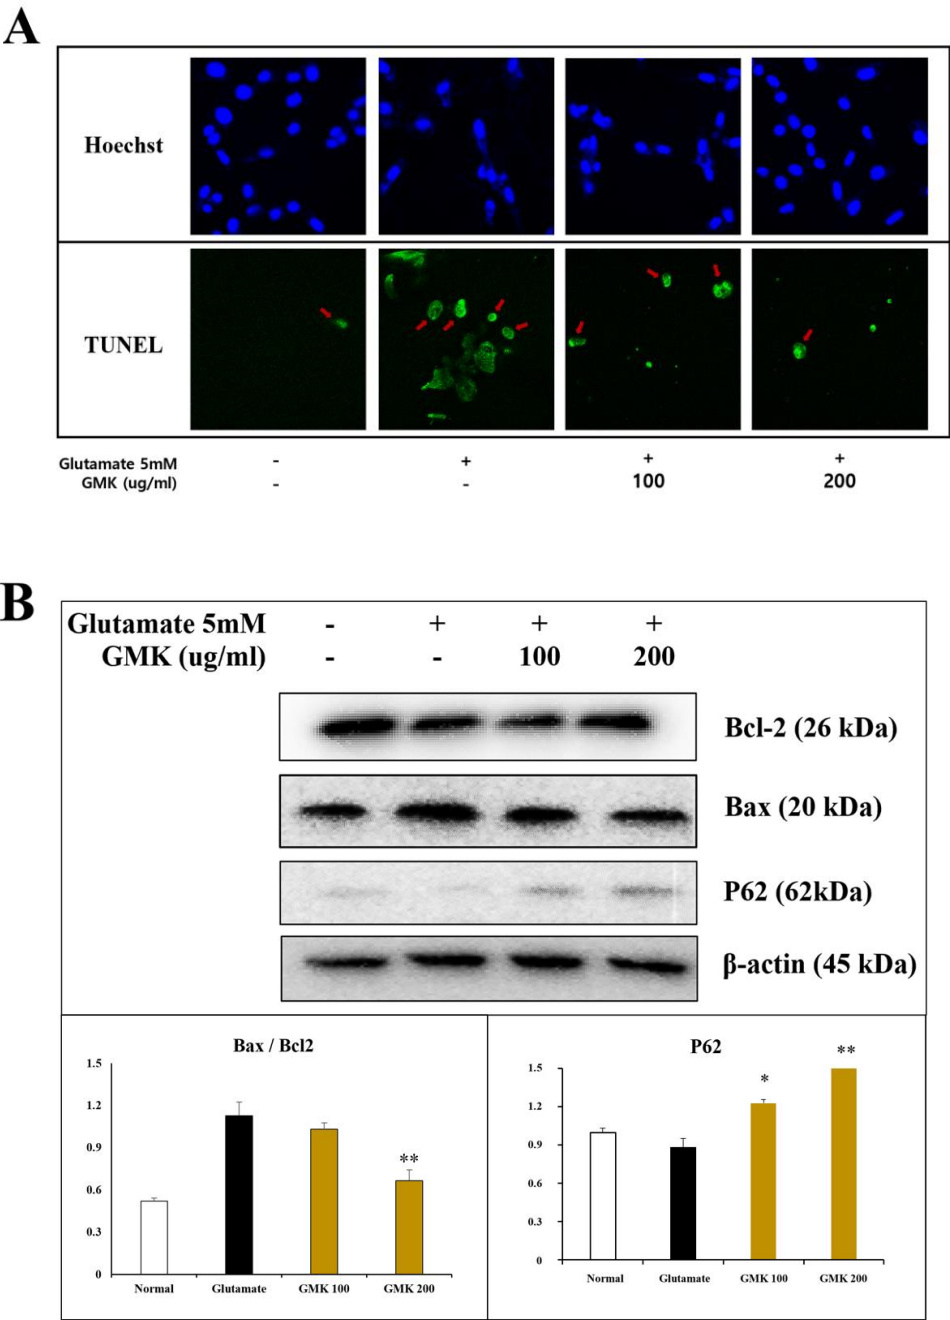 A
Hoechst
TUNEL
Glutamate 5mM - + + +
GMK (ug/ml) - - 100 200
B
Glutamate 5mM - + + +
GMK (ug/ml) - - 100 200
Bcl-2 (26 kDa)
Bax (20 kDa)
P62 (62kDa)
β-actin (45 kDa)
Bax / Bcl2
1.5
1.2
0.9
0.6
0.3
0
**
Normal Glutamate GMK 100 GMK 200
P62
1.5
1.2
0.9
0.6
0.3
0
* **
Normal Glutamate GMK 100 GMK 200